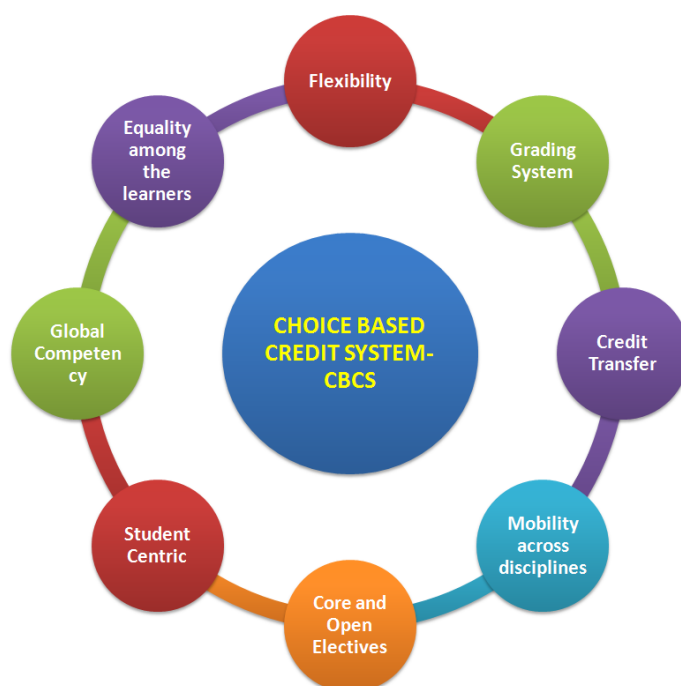 Flexibility
Grading
System
Credit
Transfer
Mobility
across
disciplines
Core and
Open
Electives
Student
Centric
Global
Competen
cy
Equality
among
the
learners
CHOICE BASED
CREDIT SYSTEM-
CBCS